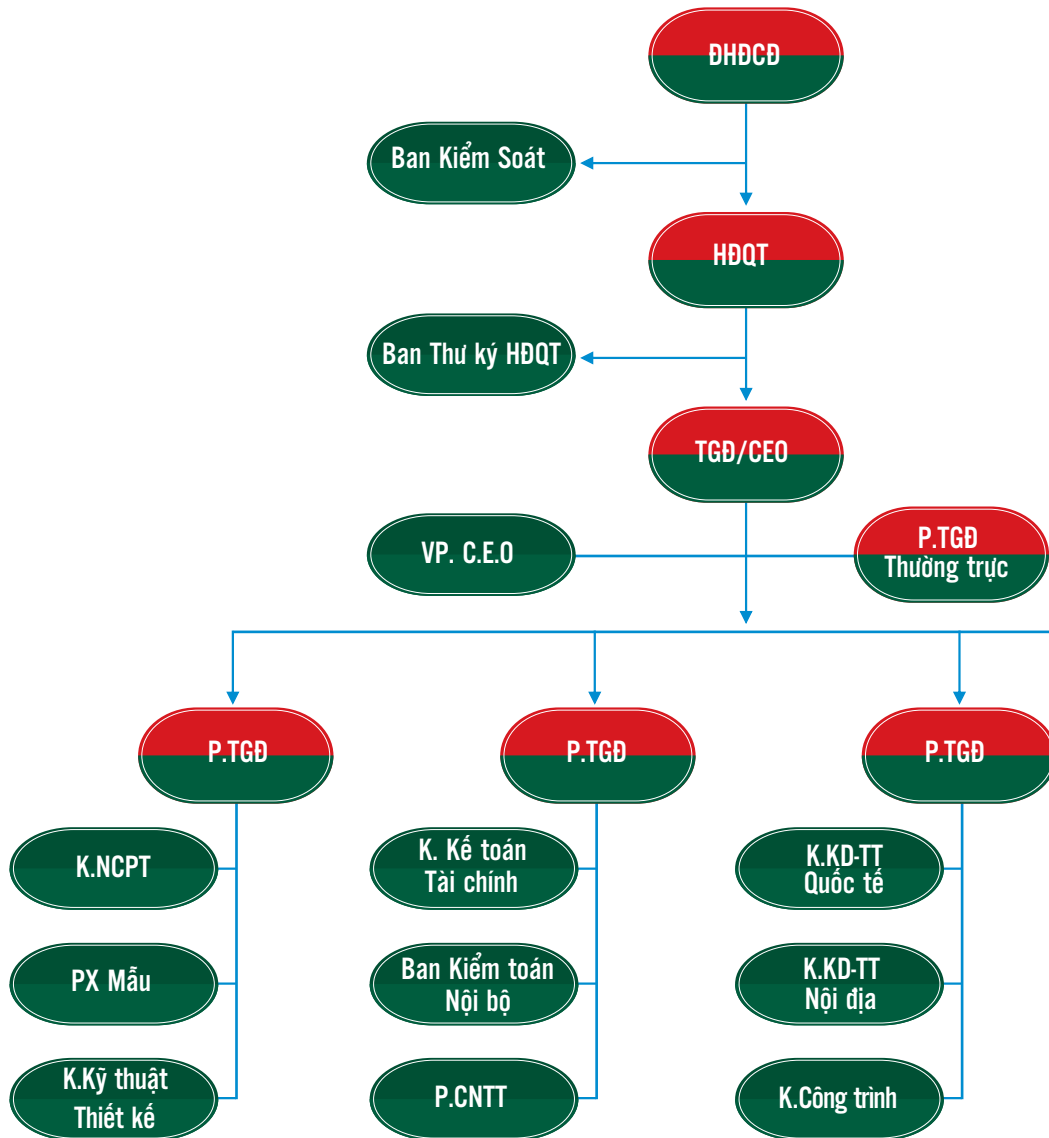 ĐHĐCĐ
Ban Kiểm Soát
HĐQT
Ban Thư ký HĐQT
TGĐ/CEO
VP. C.E.O
P.TGĐ
Thường trực
P.TGĐ
P.TGĐ
P.TGĐ
K.NCPT
PX Mẫu
K.Kỹ thuật
Thiết kế
K. Kế toán
Tài chính
Ban Kiểm toán
Nội bộ
P.CNTT
K.KD-TT
Quốc tế
K.KD-TT
Nội địa
K.Công trình